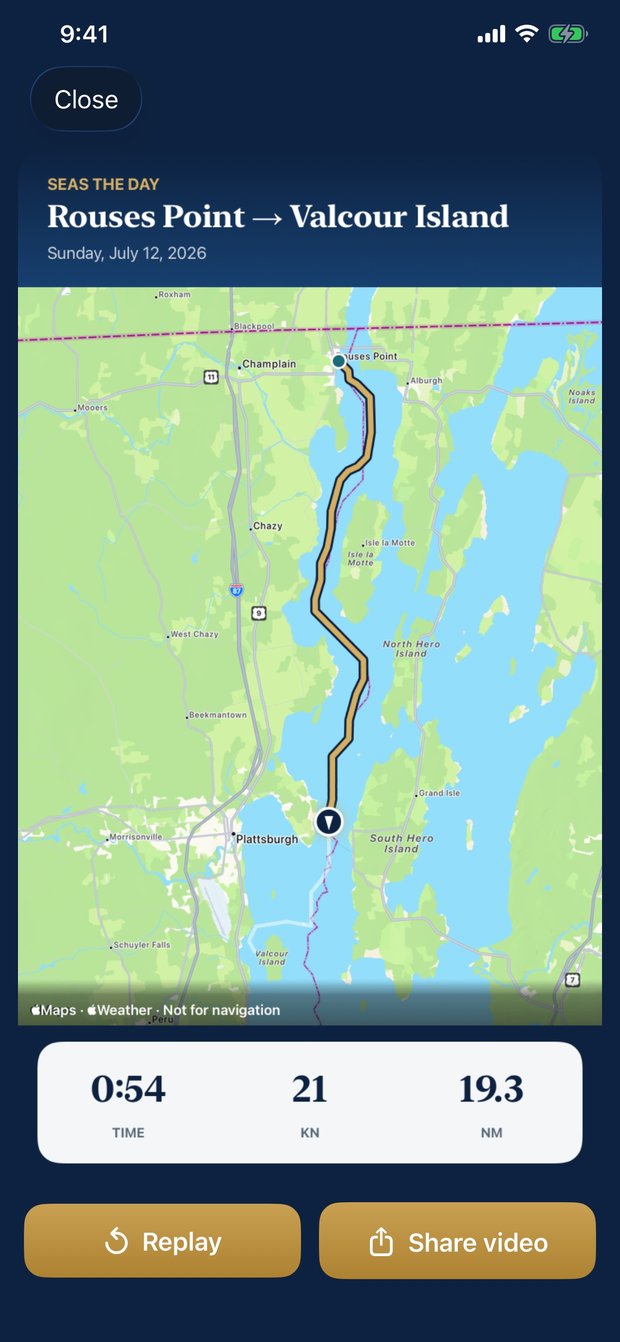 9:41
Close
SEAS THE DAY
Rouses Point → Valcour Island
Sunday, July 12, 2026
Roxham
Blackpool
ouses Point
Champlain
11
Alburgh
Noaks
Island
Mooers
Chazy
Isle la Motte
Isle la
Motte
87
9
West Chazy
North Hero
Island
Beekmantown
Grand Isle
Morrisonville
Plattsburgh
South Hero
Island
Schuyler Falls
Valcour
Island
7
Maps · Weather · Not for navigation
Peru
0:54
21
19.3
TIME
KN
NM
Replay
Share video